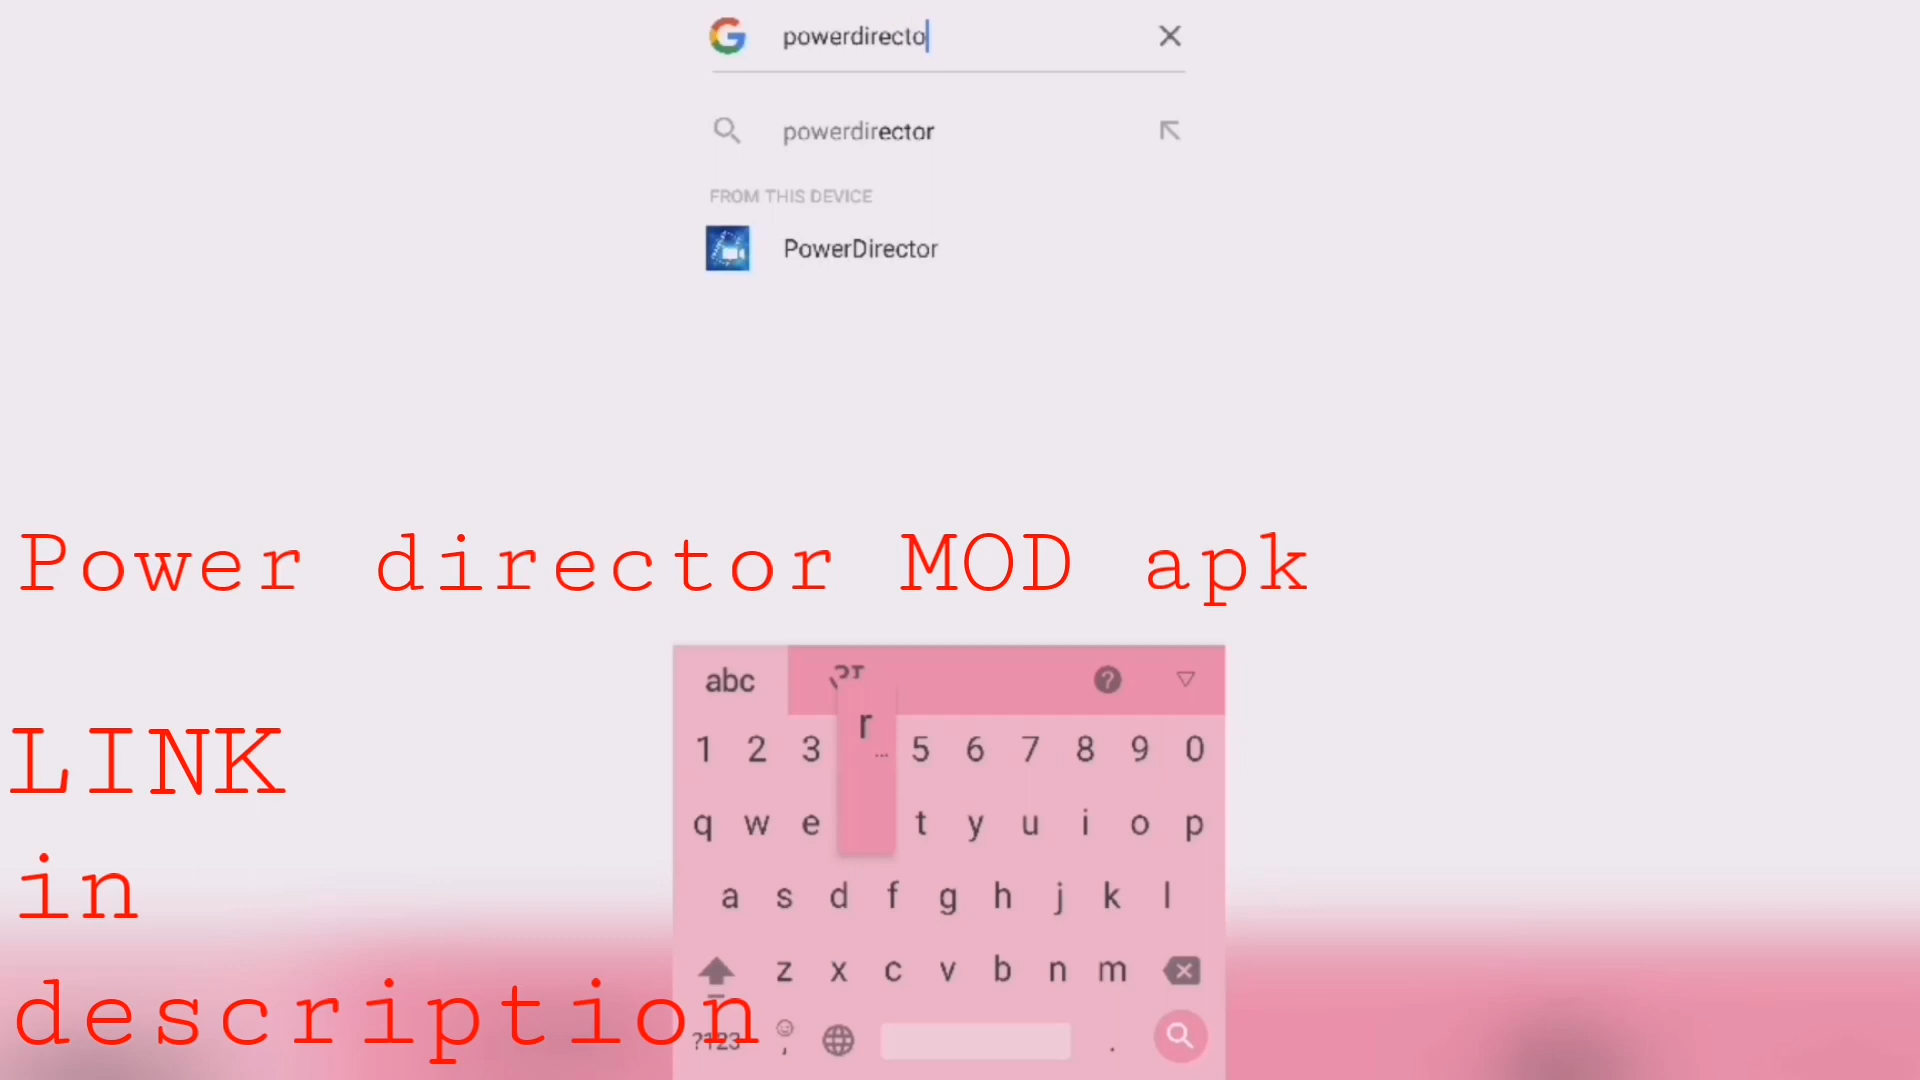 powerdirecto
powerdirector
FROM THIS DEVICE
PowerDirector
Power director MOD apk
LINK
in
description
abc
r
...
1 2 3 5 6 7 8 9 0
q w e t y u i o p
a s d f g h j k l
z x c v b n m
?123 , .